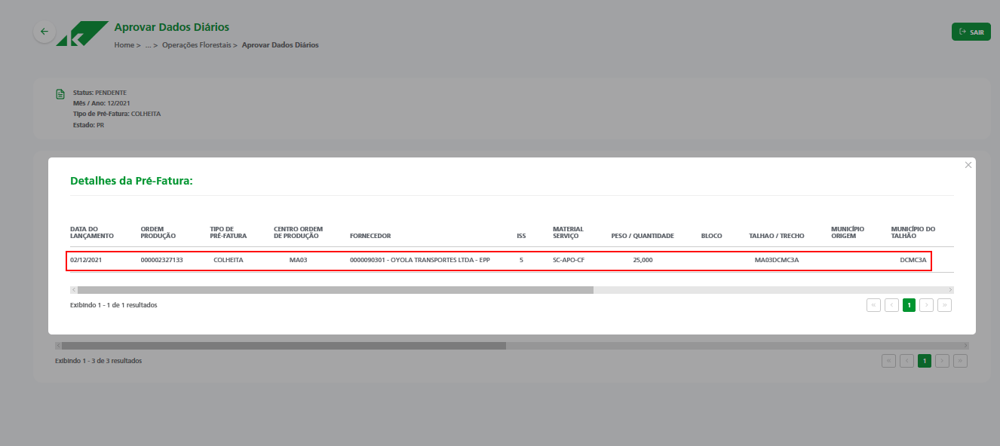 Aprovar Dados Diários
Home > ... > Operações Florestais > Aprovar Dados Diários
SAIR
Status: PENDENTE
Mês / Ano: 12/2021
Tipo de Pré-Fatura: COLHEITA
Estado: PR
Detalhes da Pré-Fatura:
DATA DO LANÇAMENTO ORDEM PRODUÇÃO TIPO DE PRÉ-FATURA CENTRO ORDEM DE PRODUÇÃO FORNECEDOR ISS MATERIAL SERVIÇO PESO / QUANTIDADE BLOCO TALHAO / TRECHO MUNICÍPIO ORIGEM MUNICÍPIO DO TALHÃO
02/12/2021 000002327133 COLHEITA MA03 0000090301 - OYOLA TRANSPORTES LTDA - EPP 5 SC-APO-CF 25,000 MA03DCMC3A DCMC3A
Exibindo 1 - 1 de 1 resultados
« < 1 > »
Exibindo 1 - 3 de 3 resultados
« < 1 > »